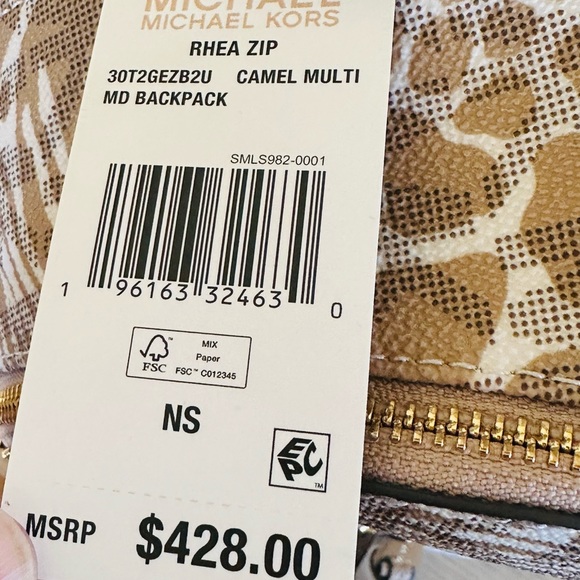 MICHAEL
MICHAEL KORS
RHEA ZIP
30T2GEZB2U CAMEL MULTI
MD BACKPACK
SMLS982-0001
1 96163 32463 0
MIX
Paper
FSC™ C012345
FSC
NS
EPC
TM
MSRP $428.00